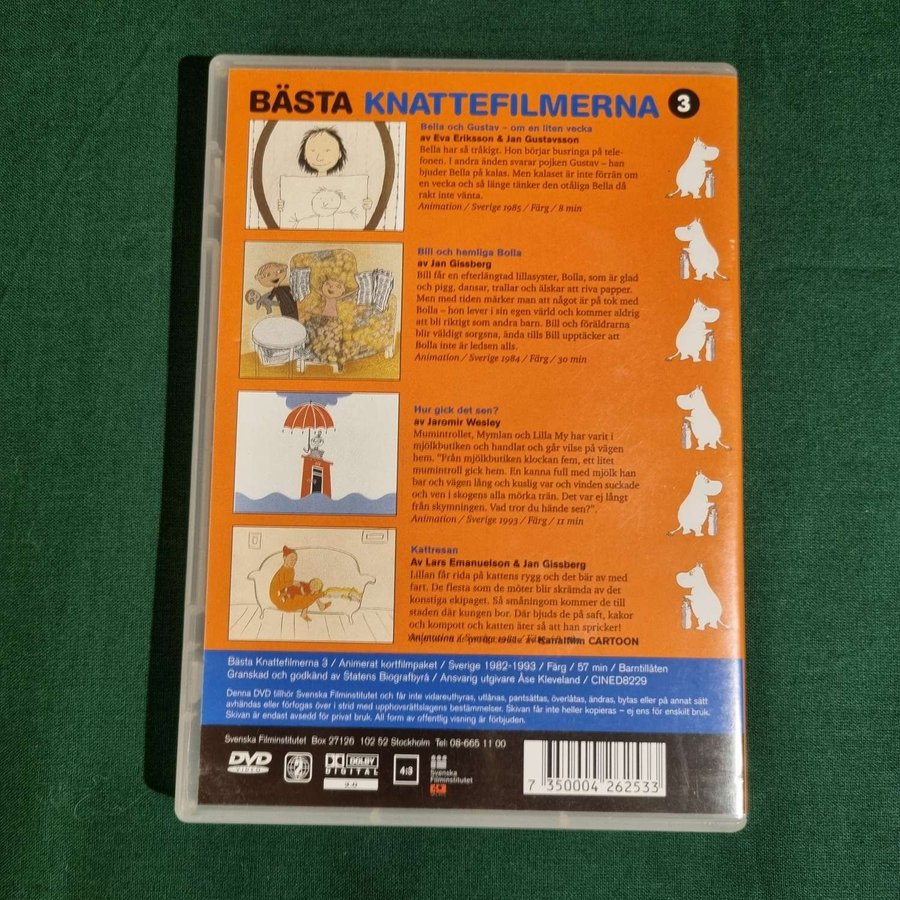 BÄSTA KNATTEFILMERNA 3
Bella och Gustav – om en liten vecka
av Eva Eriksson & Jan Gustavsson
Bella har så tråkigt. Hon börjar busringa på tele-
fonen. I andra änden svarar pojken Gustav – han
bjuder Bella på kalas. Men kalaset är inte förrän om
en vecka och så länge tänker den otåliga Bella då
rakt inte vänta.
Animation / Sverige 1985 / Färg / 8 min
Bill och hemliga Bolla
av Jan Gissberg
Bill får en efterlängtad lillasyster, Bolla, som är glad
och pigg, dansar, trallar och älskar att riva papper.
Men med tiden märker man att något är på tok med
Bolla – hon lever i sin egen värld och kommer aldrig
att bli riktigt som andra barn. Bill och föräldrarna
blir väldigt sorgsna, ända tills Bill upptäcker att
Bolla inte är ledsen alls.
Animation / Sverige 1984 / Färg / 30 min
Hur gick det sen?
av Jaromir Wesley
Mumintrollet, Mymlan och Lilla My har varit i
mjölkbutiken och handlat och går vilse på vägen
hem. "Från mjölkbutiken klockan fem, ett litet
mumintroll gick hem. En kanna full med mjölk han
bar och vägen lång och kuslig var och vinden suckade
och ven i skogens alla mörka trän. Det var ej långt
från skymningen. Vad tror du hände sen?".
Animation / Sverige 1993 / Färg / 11 min
Kattresan
Av Lars Emanuelson & Jan Gissberg
Lillan får rida på kattens rygg och det bär av med
fart. De flesta som de möter blir skrämda av det
konstiga ekipaget. Så småningom kommer de till
staden där kungen bor. Där bjuds de på saft, kakor
och kompott och katten äter så att han spricker!
Animation / Sverige / Färg
KanalfilmCARTOON
Bästa Knattefilmerna 3 / Animerat kortfilmpaket / Sverige 1982-1993 / Färg / 57 min / Barntillåten
Granskad och godkänd av Statens Biografbyrå / Ansvarig utgivare Åse Kleveland / CINED8229
Denna DVD tillhör Svenska Filminstitutet och får inte vidareuthyras, utlånas, pantsättas, överlåtas, ändras, bytas eller på annat sätt
avhändas eller förfogas över i strid med upphovsrättslagens bestämmelser. Skivan får inte heller kopieras – ej ens för enskilt bruk.
Skivan är endast avsedd för privat bruk. All form av offentlig visning är förbjuden.
Svenska Filminstitutet Box 27126 102 52 Stockholm Tel: 08-665 11 00
DVD VIDEO
2
DOLBY DIGITAL
2.0
4:3
Svenska
Filminstitutet
7 350004 262533